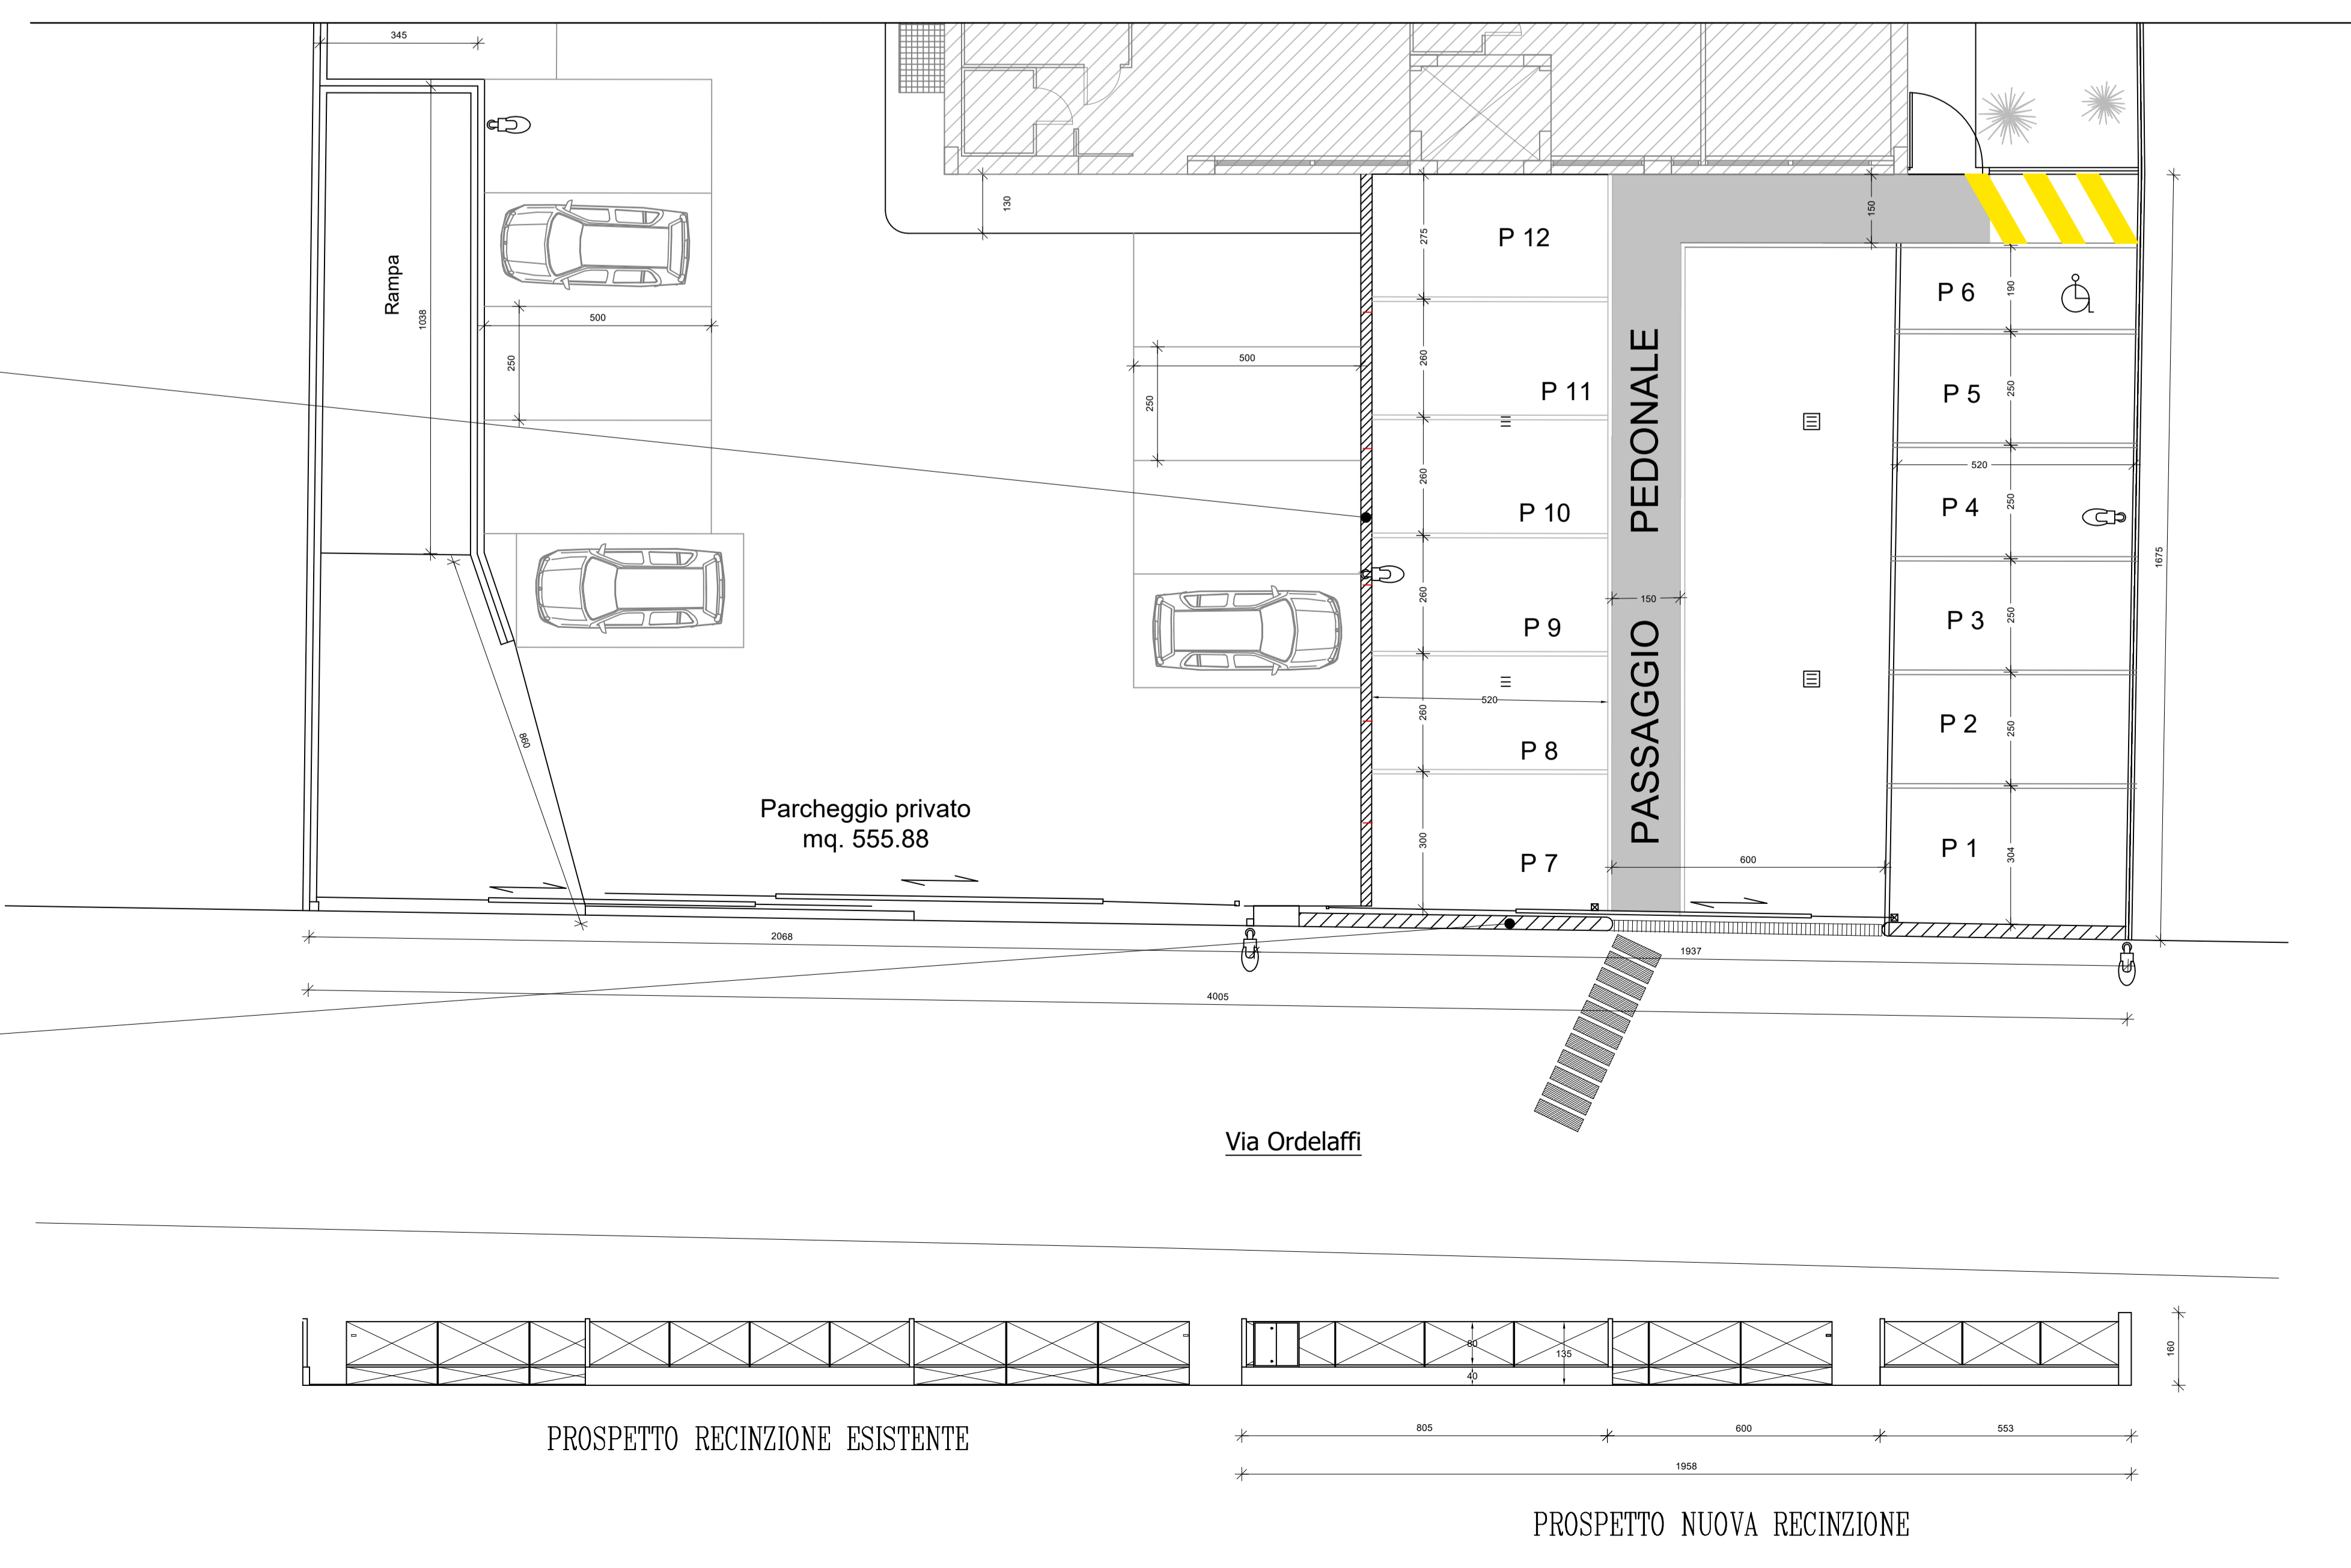 345
130
275
150
P 12
Rampa
1038
500
250
500
250
260
P 11
260
P 10
260
P 9
260
520
P 8
300
P 7
PASSAGGIO PEDONALE
150
600
P 6
190
P 5
250
520
P 4
250
P 3
250
P 2
250
P 1
304
1675
860
Parcheggio privato
mq. 555.88
2068
1937
4005
Via Ordelaffi
80
135
40
160
PROSPETTO RECINZIONE ESISTENTE
805
600
553
1958
PROSPETTO NUOVA RECINZIONE